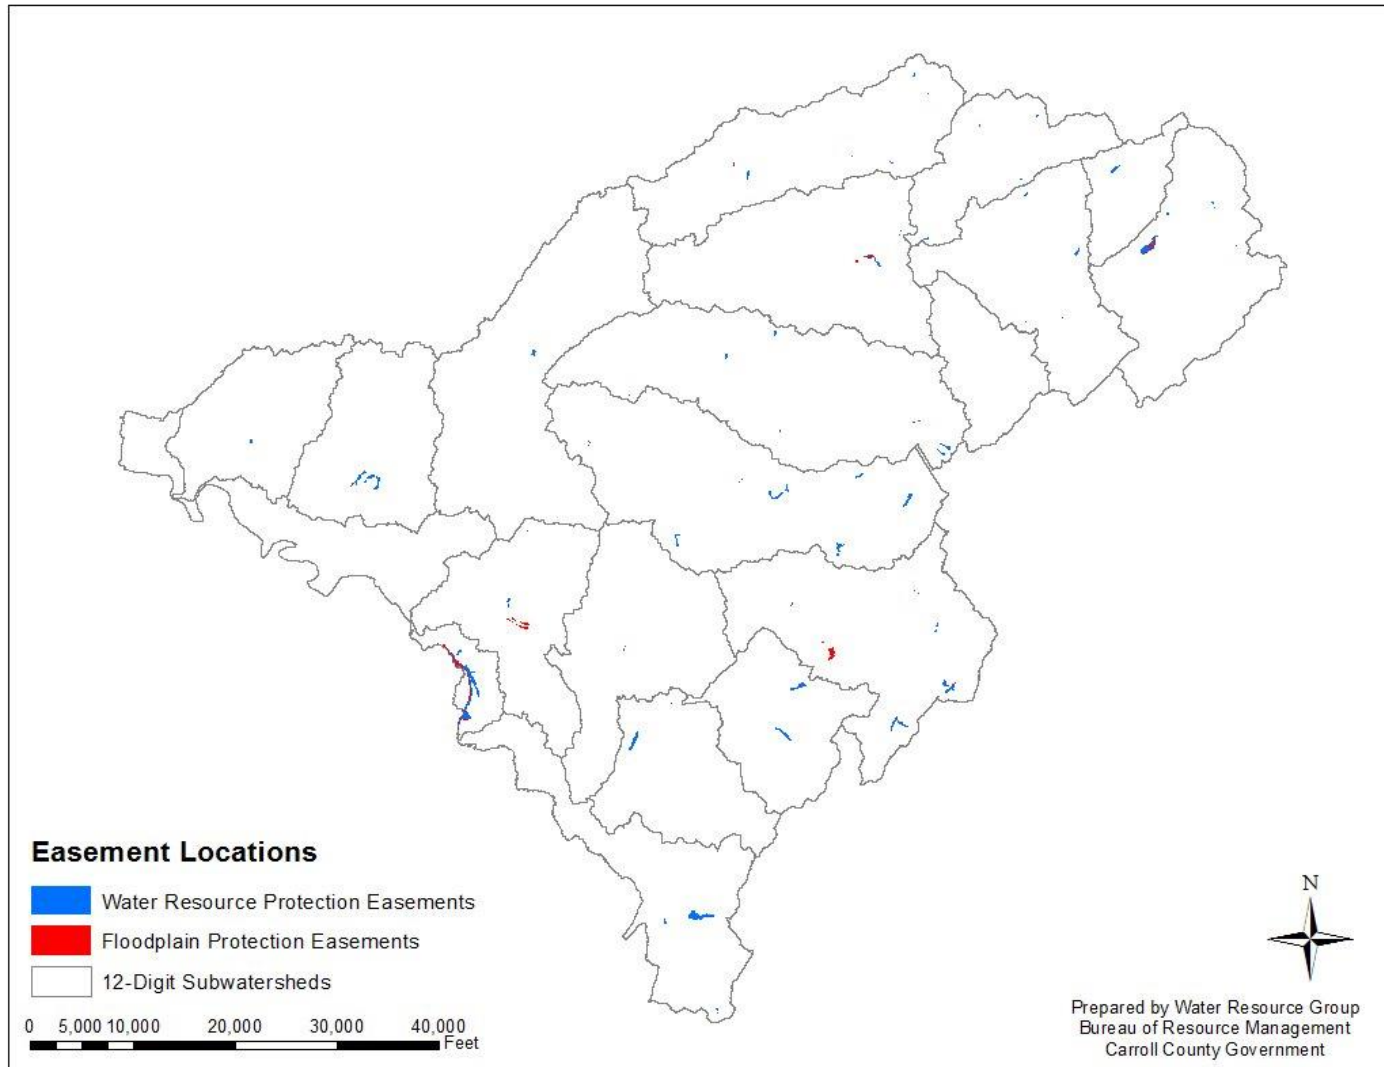 Easement Locations
Water Resource Protection Easements
Floodplain Protection Easements
12-Digit Subwatersheds
0 5,000 10,000 20,000 30,000 40,000
Feet
N
Prepared by Water Resource Group
Bureau of Resource Management
Carroll County Government